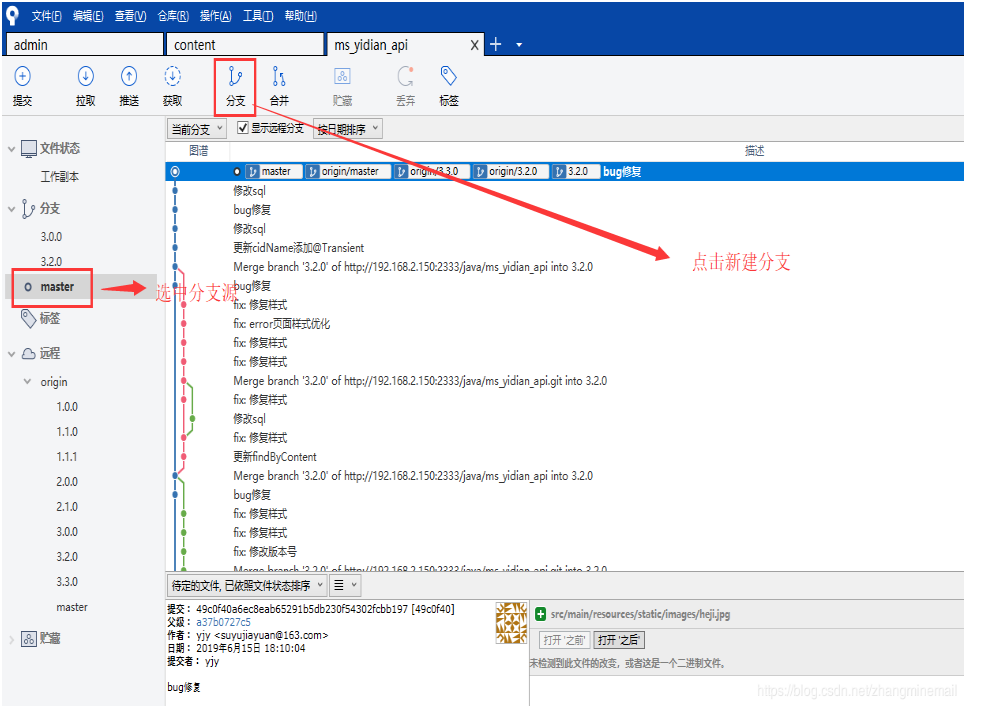 文件(F) 编辑(E) 查看(V) 仓库(R) 操作(A) 工具(T) 帮助(H)
admin content ms_yidian_api X
提交 拉取 推送 获取 分支 合并 贮藏 丢弃 标签
当前分支 显示远程分支 按日期排序
图谱 描述
文件状态
工作副本
分支
3.0.0
3.2.0
master
选中分支源
标签
远程
origin
1.0.0
1.1.0
1.1.1
2.0.0
2.1.0
3.0.0
3.2.0
3.3.0
master
贮藏
master origin/master origin/3.3.0 origin/3.2.0 3.2.0 bug修复
修改sql
bug修复
修改sql
更新cidName添加@Transient
点击新建分支
Merge branch '3.2.0' of http://192.168.2.150:2333/java/ms_yidian_api into 3.2.0
bug修复
fix: 修复样式
fix: error页面样式优化
fix: 修复样式
fix: 修复样式
Merge branch '3.2.0' of http://192.168.2.150:2333/java/ms_yidian_api.git into 3.2.0
fix: 修复样式
修改sql
fix: 修复样式
更新findByContent
Merge branch '3.2.0' of http://192.168.2.150:2333/java/ms_yidian_api into 3.2.0
bug修复
fix: 修复样式
fix: 修复样式
fix: 修改版本号
Merge branch '3.2.0' of http://192.168.2.150:2333/java/ms_yidian_api.git into 3.2.0
待定的文件, 已依照文件状态排序
提交： 49c0f40a6ec8eab65291b5db230f54302fcbb197 [49c0f40]
父级： a37b0727c5
作者： yjy <suyujiayuan@163.com>
日期： 2019年6月15日 18:10:04
提交者： yjy
bug修复
src/main/resources/static/images/heji.jpg
打开 '之前' 打开 '之后'
未检测到此文件的改变，或者这是一个二进制文件。
https://blog.csdn.net/zhangminemail